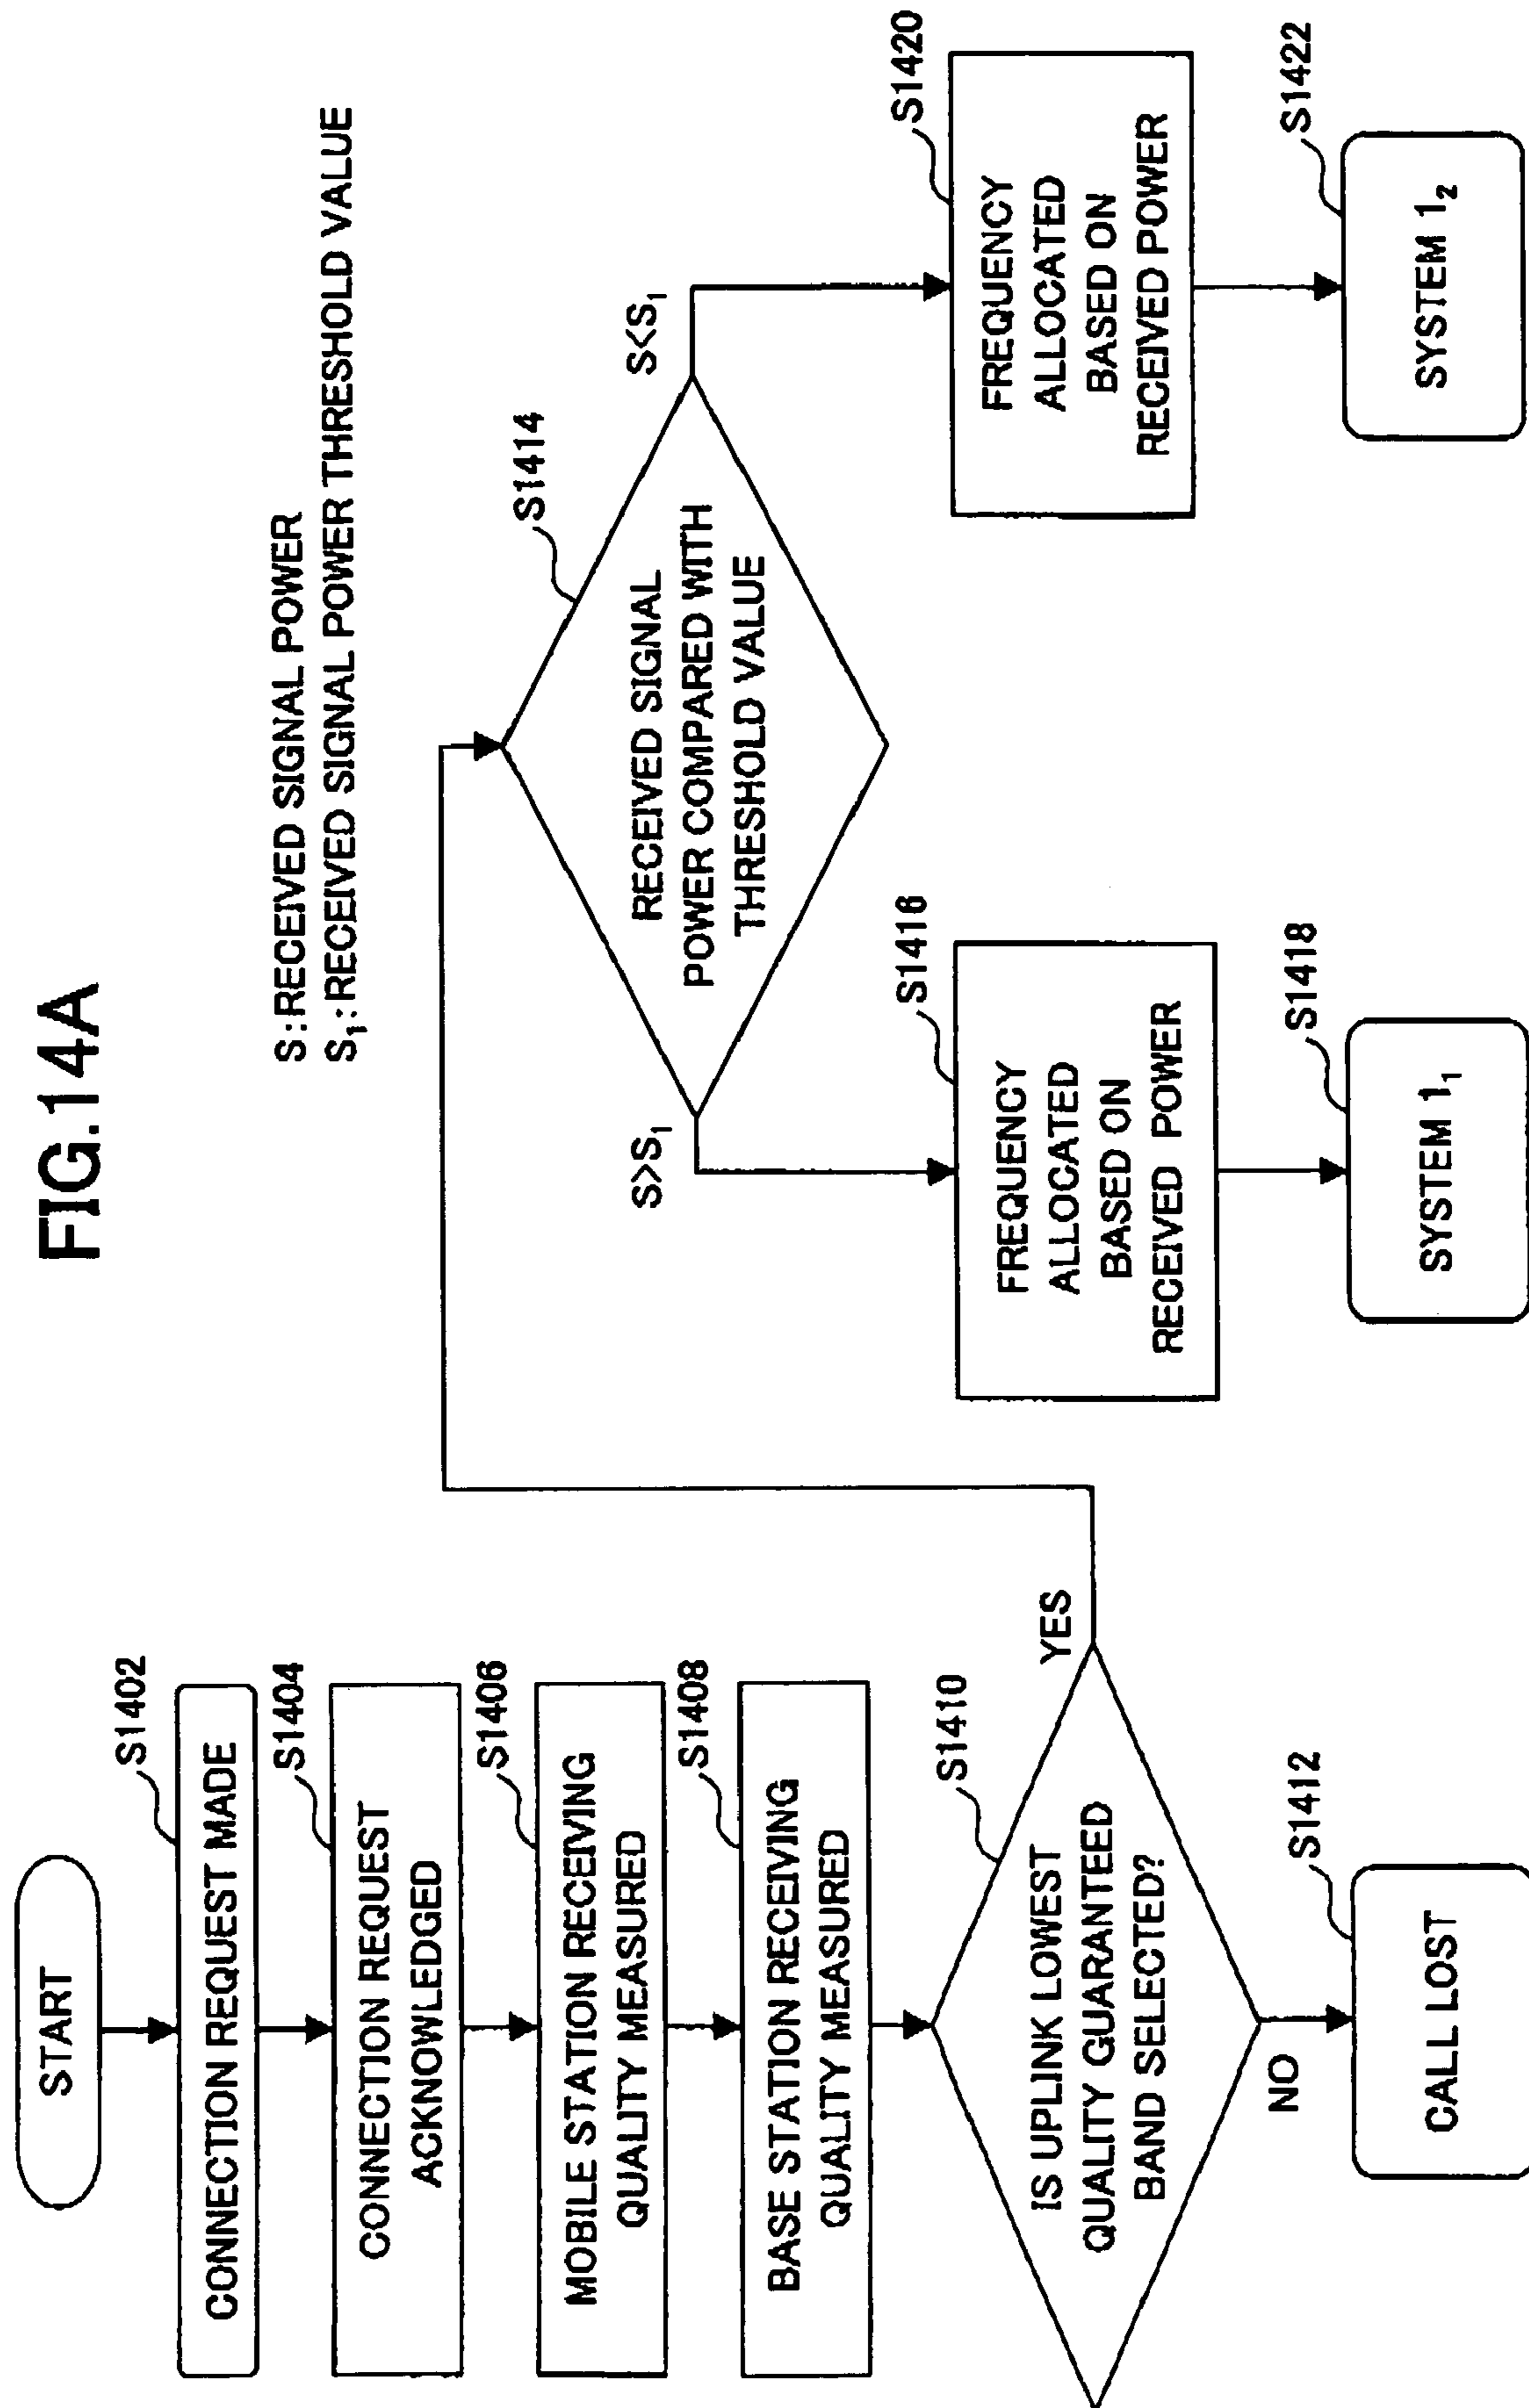 FIG.14A
START
S1402
CONNECTION REQUEST MADE
S1404
CONNECTION REQUEST
ACKNOWLEDGED
S1406
MOBILE STATION RECEIVING
QUALITY MEASURED
S1408
BASE STATION RECEIVING
QUALITY MEASURED
S1410
IS UPLINK LOWEST
QUALITY GUARANTEED
BAND SELECTED?
YES
NO
S1412
CALL LOST
S:RECEIVED SIGNAL POWER
S₁:RECEIVED SIGNAL POWER THRESHOLD VALUE
S1414
RECEIVED SIGNAL
POWER COMPARED WITH
THRESHOLD VALUE
S>S₁
S<S₁
S1416
FREQUENCY
ALLOCATED
BASED ON
RECEIVED POWER
S1418
SYSTEM 1₁
S1420
FREQUENCY
ALLOCATED
BASED ON
RECEIVED POWER
S1422
SYSTEM 1₂